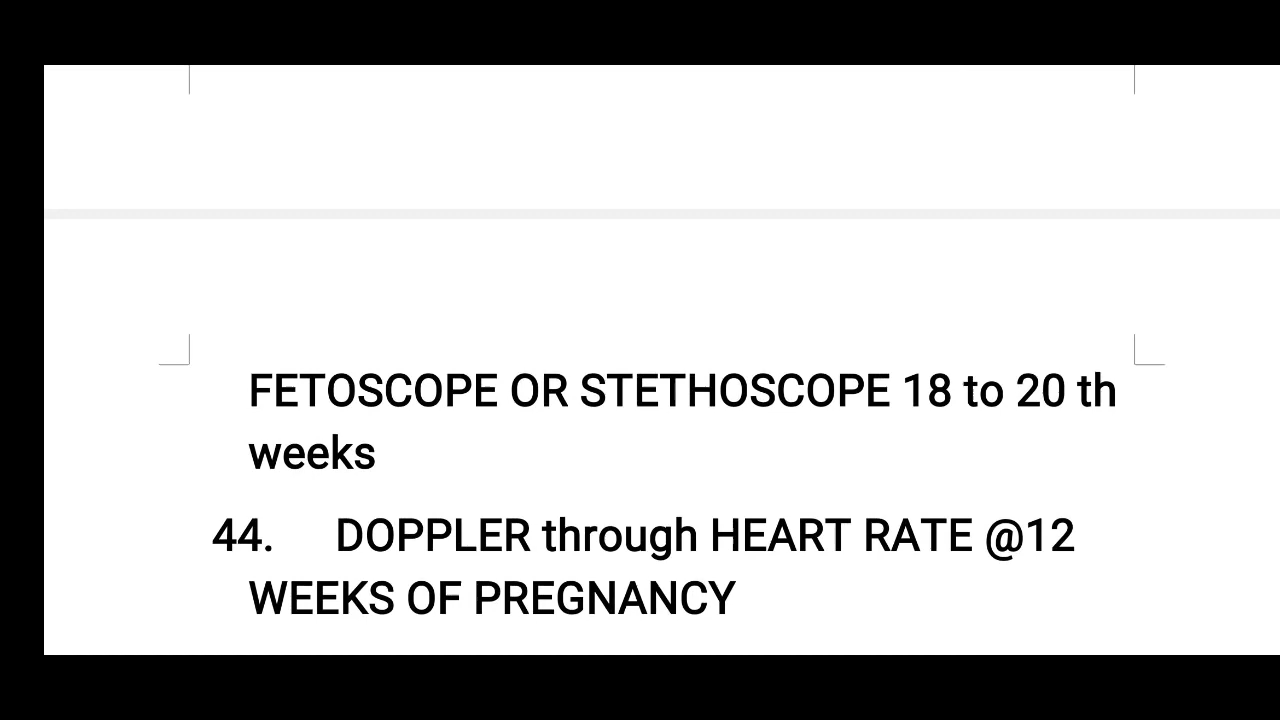 FETOSCOPE OR STETHOSCOPE 18 to 20 th
weeks
44. DOPPLER through HEART RATE @12
WEEKS OF PREGNANCY